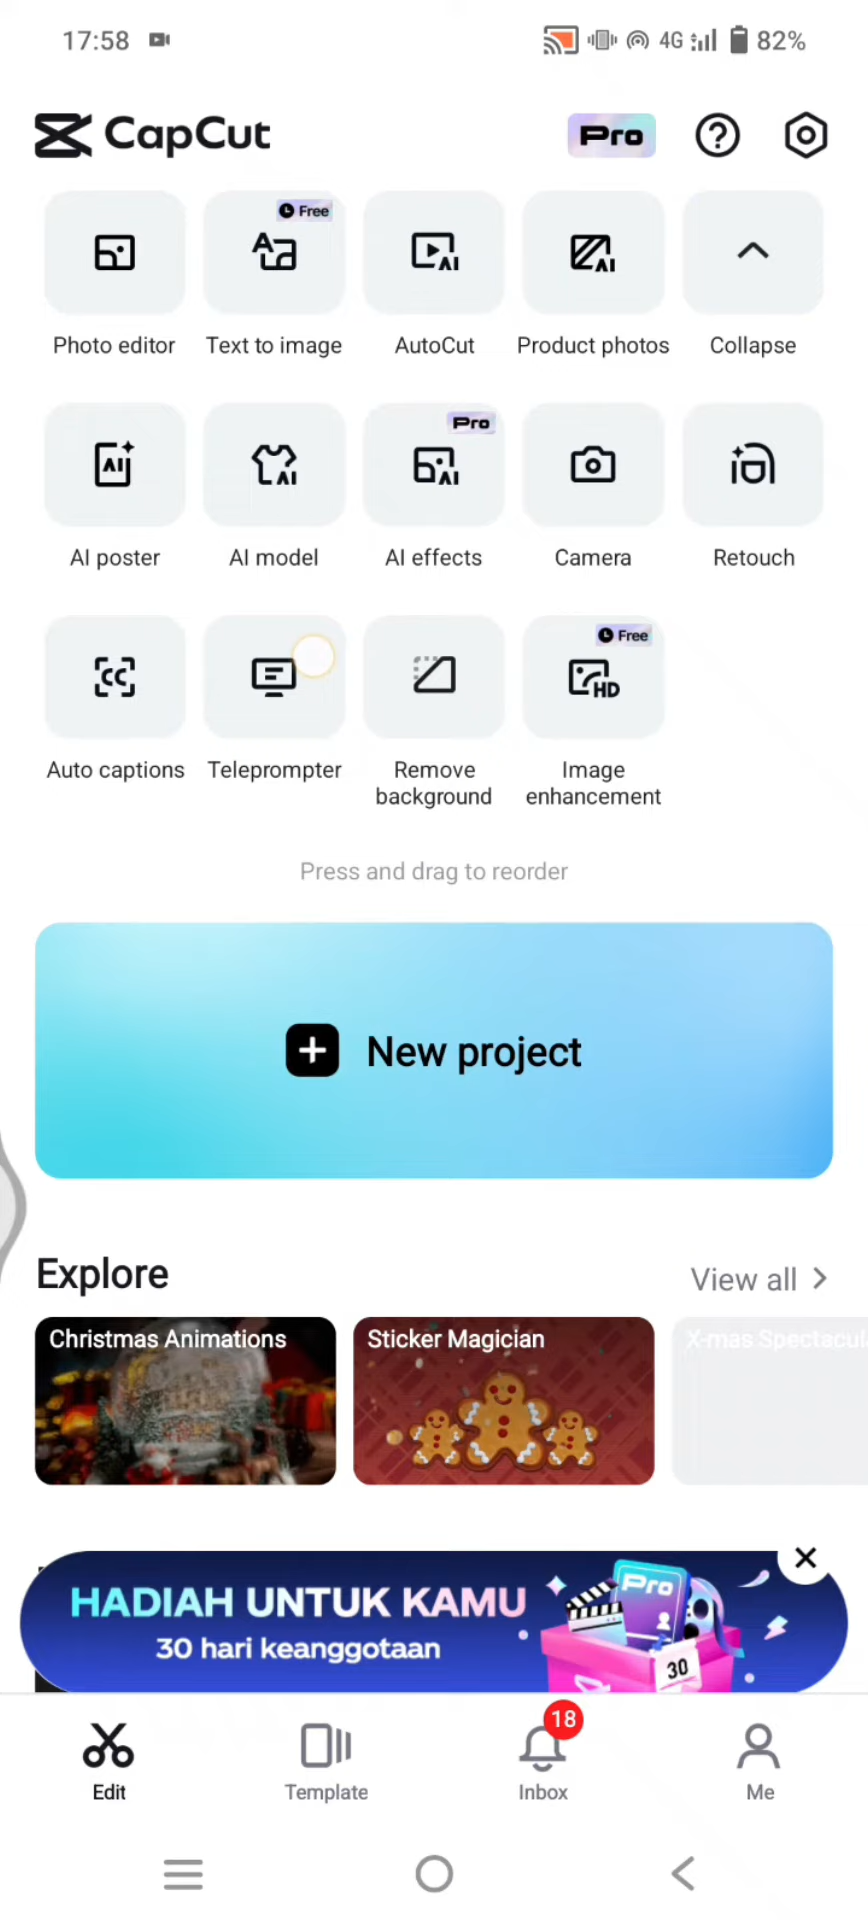 17:58 4G 82%
CapCut Pro
Free
Photo editor Text to image AutoCut Product photos Collapse
Pro
AI poster AI model AI effects Camera Retouch
Free
Auto captions Teleprompter Remove background Image enhancement
Press and drag to reorder
New project
Explore View all
Christmas Animations Sticker Magician X-mas Spectacul
HADIAH UNTUK KAMU
30 hari keanggotaan
Pro
30
18
Edit Template Inbox Me